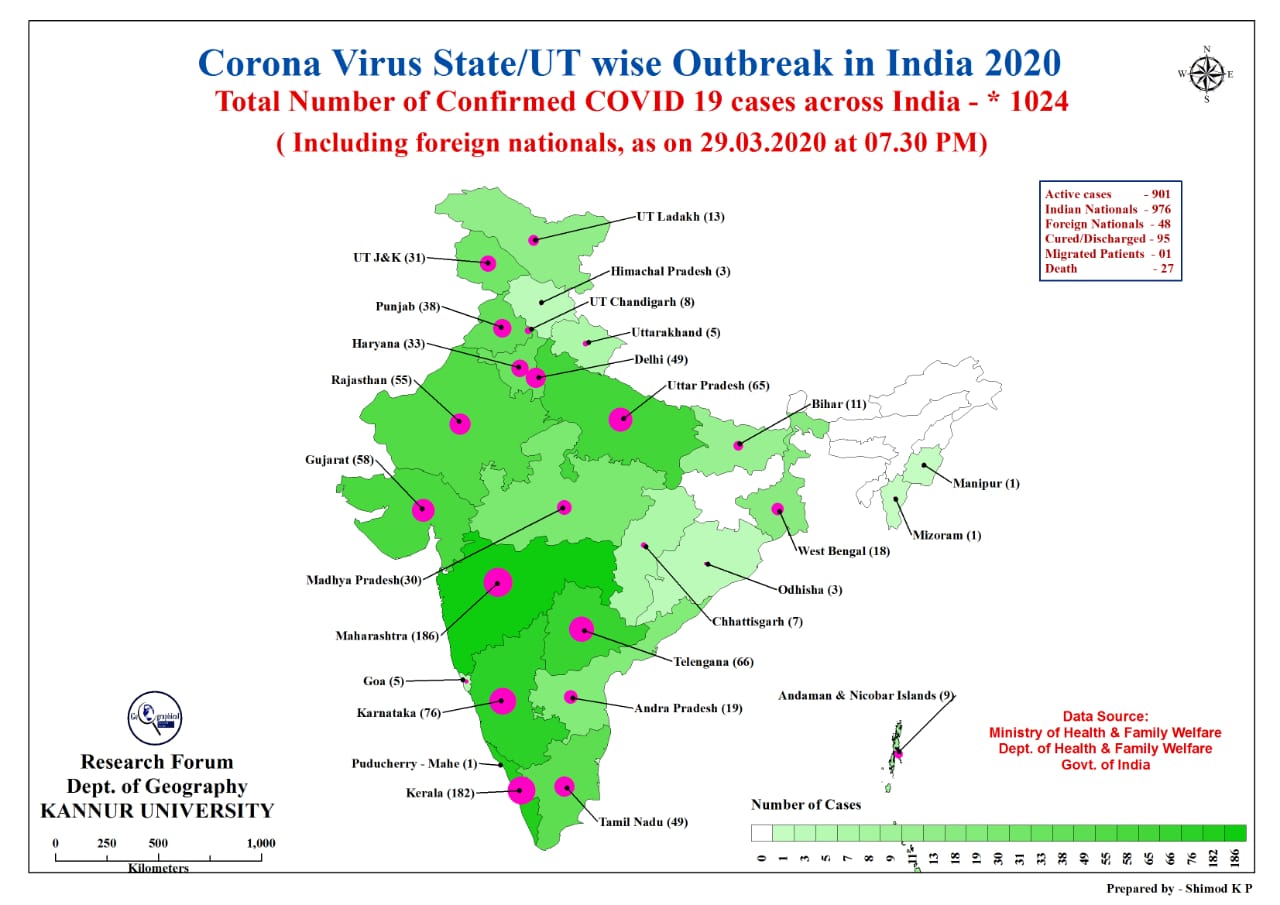 Corona Virus State/UT wise Outbreak in India 2020
Total Number of Confirmed COVID 19 cases across India - * 1024
( Including foreign nationals, as on 29.03.2020 at 07.30 PM)
N
W E
S
Active cases - 901
Indian Nationals - 976
Foreign Nationals - 48
Cured/Discharged - 95
Migrated Patients - 01
Death - 27
UT Ladakh (13)
UT J&K (31)
Himachal Pradesh (3)
UT Chandigarh (8)
Punjab (38)
Uttarakhand (5)
Haryana (33)
Delhi (49)
Rajasthan (55)
Uttar Pradesh (65)
Bihar (11)
Gujarat (58)
Manipur (1)
Mizoram (1)
West Bengal (18)
Madhya Pradesh(30)
Odhisha (3)
Chhattisgarh (7)
Maharashtra (186)
Telengana (66)
Goa (5)
Andaman & Nicobar Islands (9)
Karnataka (76)
Andra Pradesh (19)
Puducherry - Mahe (1)
Kerala (182)
Tamil Nadu (49)
Data Source:
Ministry of Health & Family Welfare
Dept. of Health & Family Welfare
Govt. of India
Research Forum
Dept. of Geography
KANNUR UNIVERSITY
0 250 500 1,000
Kilometers
Number of Cases
0 1 3 5 7 8 9 11 13 18 19 30 31 33 38 49 55 58 65 66 76 182 186
Prepared by - Shimod K P